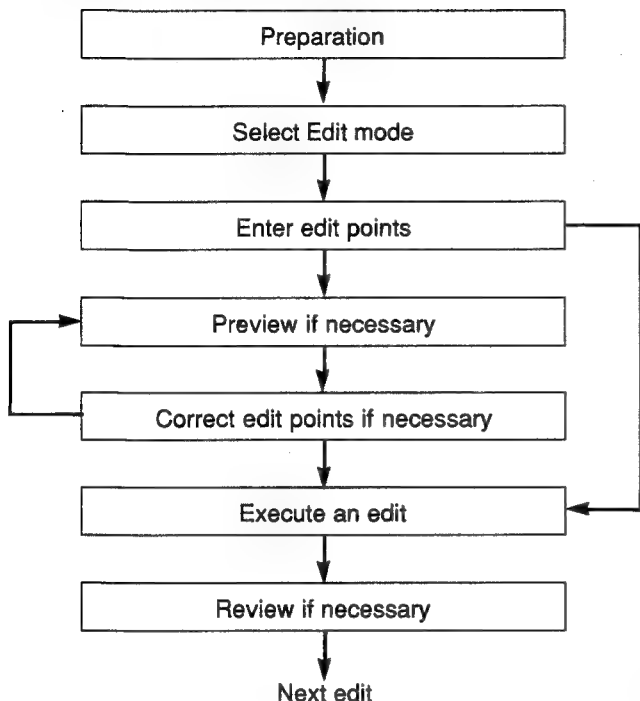 Preparation
Select Edit mode
Enter edit points
Preview if necessary
Correct edit points if necessary
Execute an edit
Review if necessary
Next edit